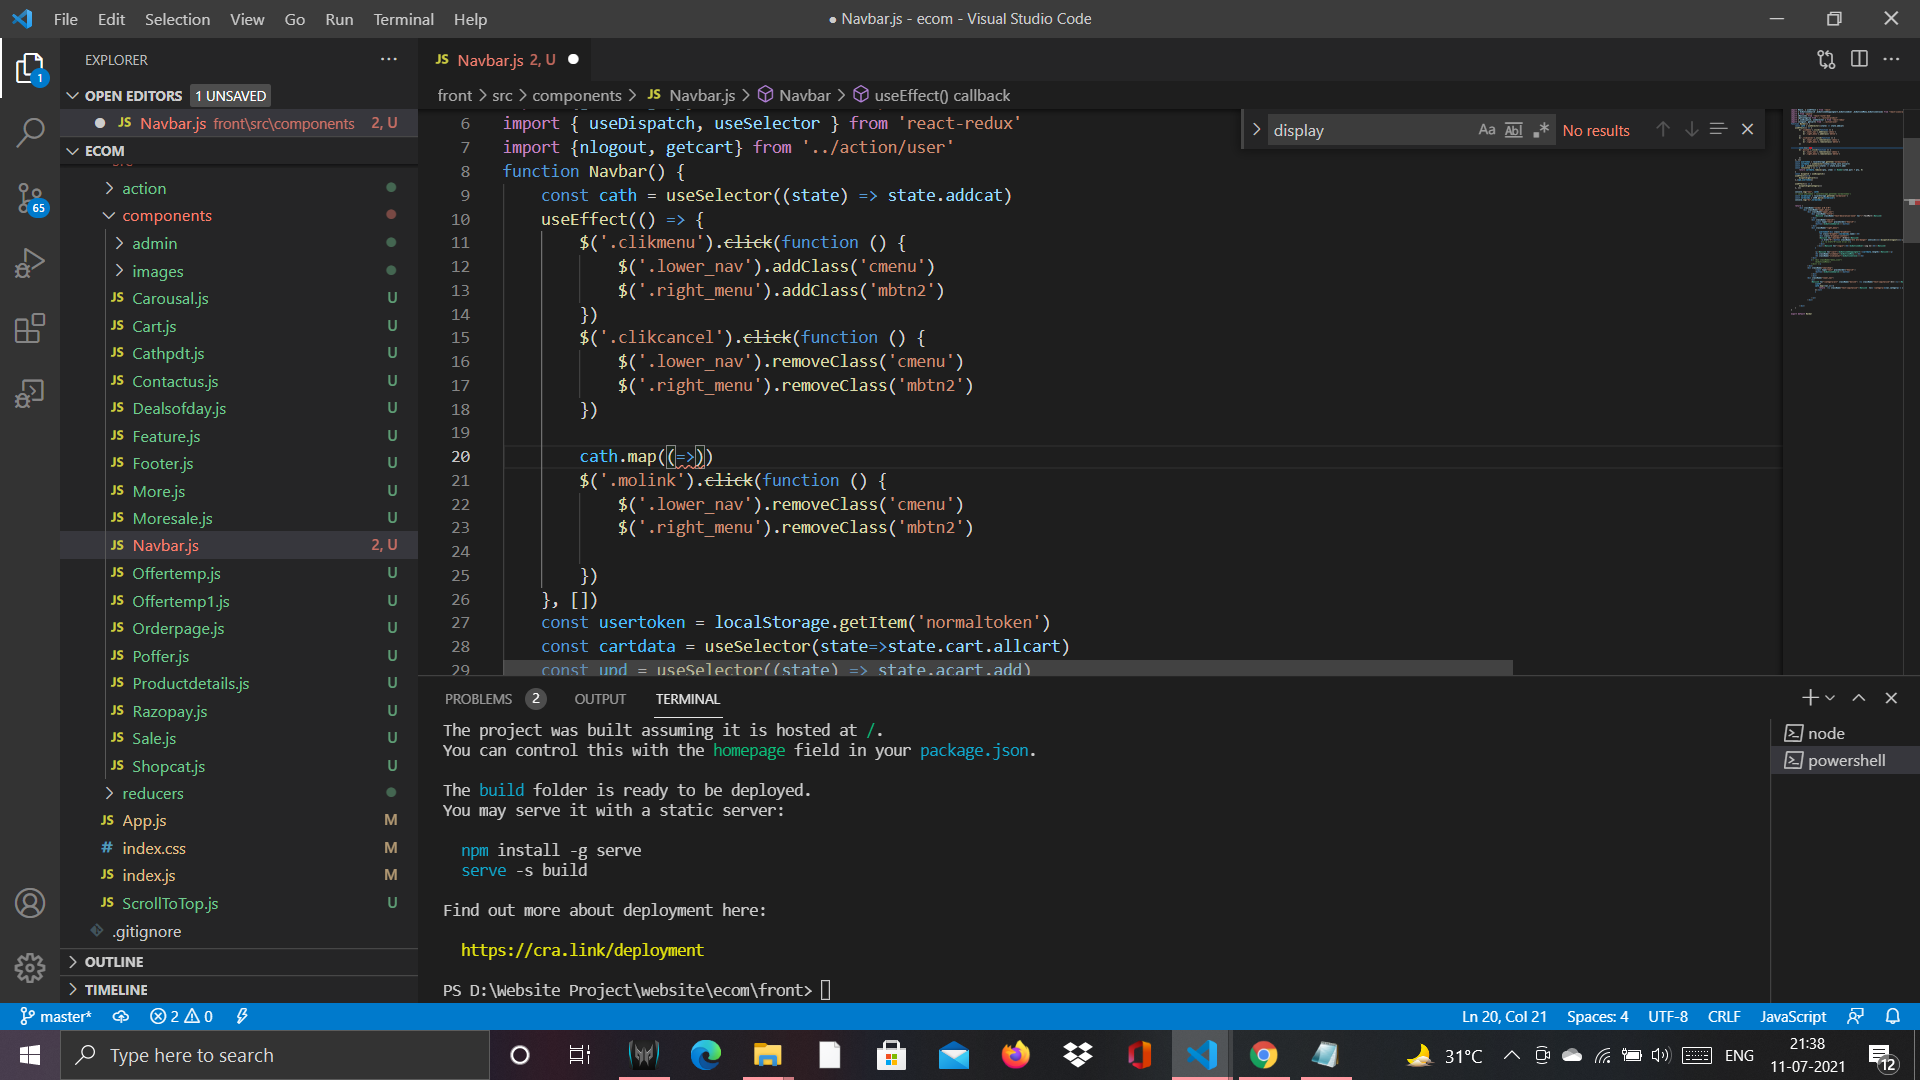 File Edit Selection View Go Run Terminal Help
● Navbar.js - ecom - Visual Studio Code
EXPLORER
OPEN EDITORS 1 UNSAVED
JS Navbar.js front\src\components 2, U
ECOM
action
components
admin
images
JS Carousal.js U
JS Cart.js U
JS Cathpdt.js U
JS Contactus.js U
JS Dealsofday.js U
JS Feature.js U
JS Footer.js U
JS More.js U
JS Moresale.js U
JS Navbar.js 2, U
JS Offertemp.js U
JS Offertemp1.js U
JS Orderpage.js U
JS Poffer.js U
JS Productdetails.js U
JS Razopay.js U
JS Sale.js U
JS Shopcat.js U
reducers
JS App.js M
# index.css M
JS index.js M
JS ScrollToTop.js U
.gitignore
OUTLINE
TIMELINE
1
65
JS Navbar.js 2, U
front > src > components > JS Navbar.js > Navbar > useEffect() callback
display Aa Abl .* No results
6 import { useDispatch, useSelector } from 'react-redux'
7 import {nlogout, getcart} from '../action/user'
8 function Navbar() {
9 const cath = useSelector((state) => state.addcat)
10 useEffect(() => {
11 $('.clikmenu').click(function () {
12 $('.lower_nav').addClass('cmenu')
13 $('.right_menu').addClass('mbtn2')
14 })
15 $('.clikcancel').click(function () {
16 $('.lower_nav').removeClass('cmenu')
17 $('.right_menu').removeClass('mbtn2')
18 })
19
20 cath.map((=>))
21 $('.molink').click(function () {
22 $('.lower_nav').removeClass('cmenu')
23 $('.right_menu').removeClass('mbtn2')
24
25 })
26 }, [])
27 const usertoken = localStorage.getItem('normaltoken')
28 const cartdata = useSelector(state=>state.cart.allcart)
29 const upd = useSelector((state) => state.acart.add)
PROBLEMS 2 OUTPUT TERMINAL
The project was built assuming it is hosted at /.
You can control this with the homepage field in your package.json.
The build folder is ready to be deployed.
You may serve it with a static server:
npm install -g serve
serve -s build
Find out more about deployment here:
https://cra.link/deployment
PS D:\Website Project\website\ecom\front>
node
powershell
master* 2 0
Ln 20, Col 21 Spaces: 4 UTF-8 CRLF JavaScript
Type here to search
31°C ENG
21:38
11-07-2021
12